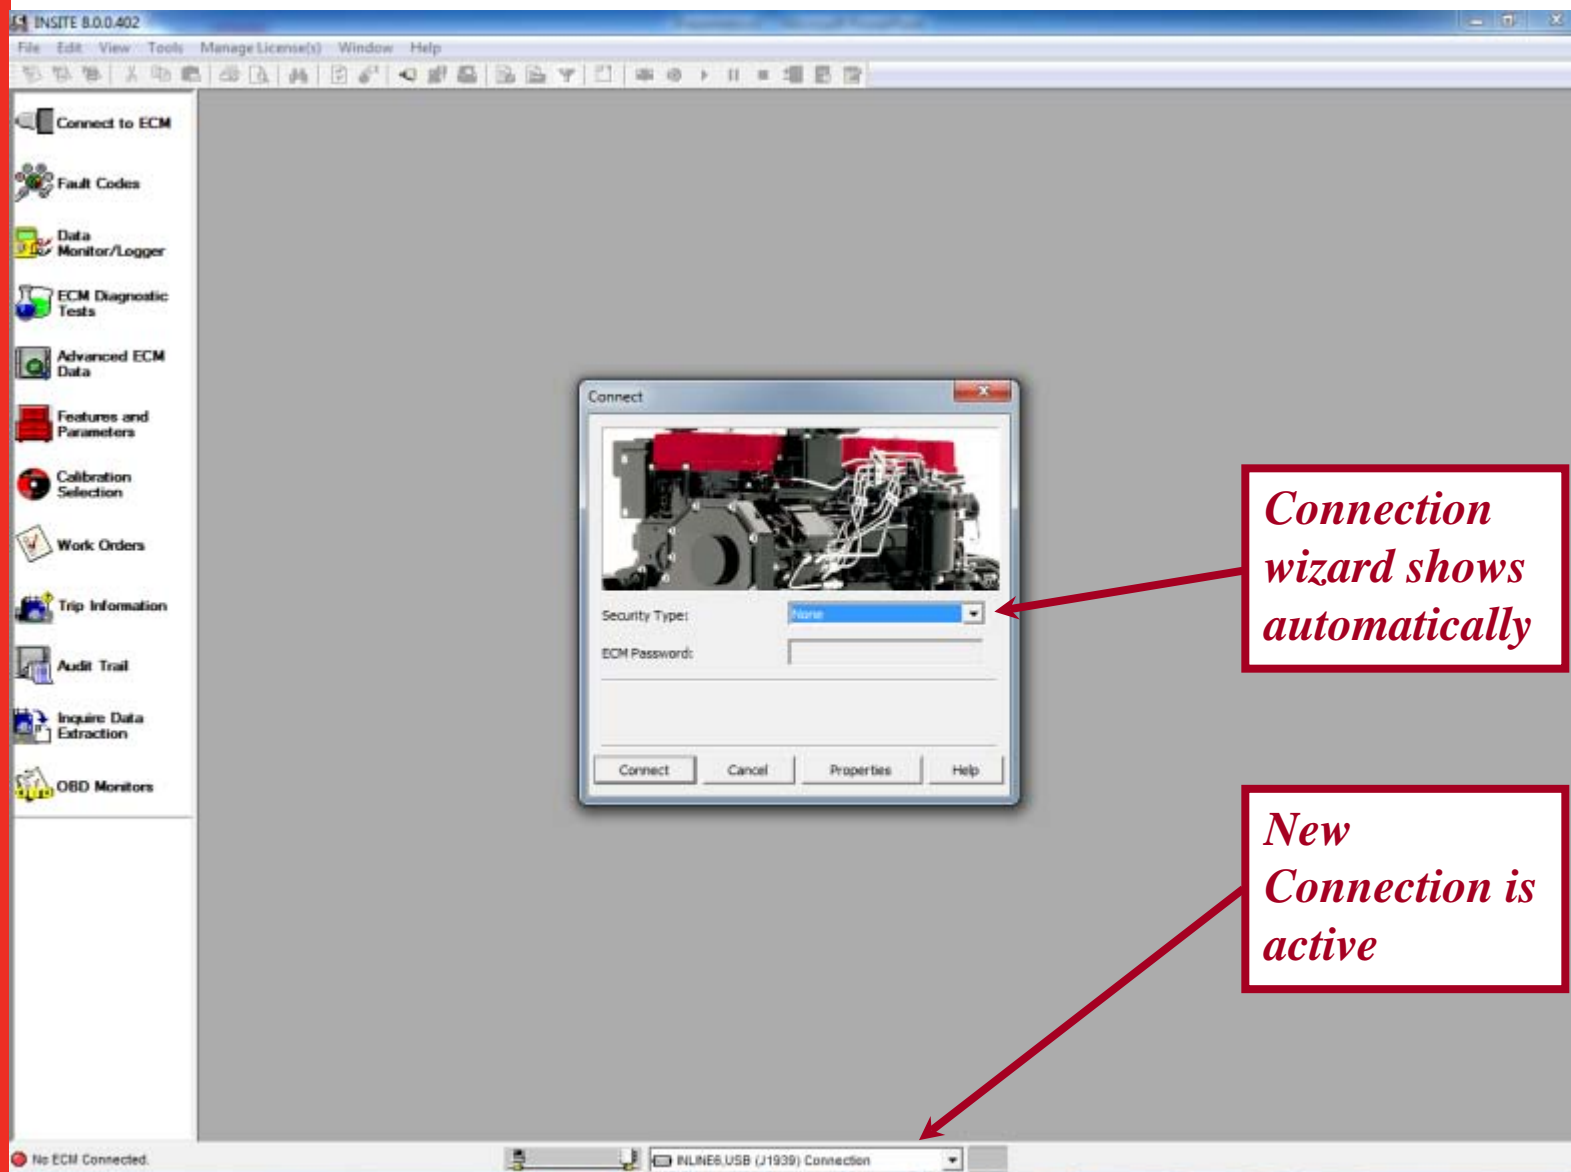 INSITE 8.0.0.402
File Edit View Tools Manage License(s) Window Help
Connect to ECM
Fault Codes
Data
Monitor/Logger
ECM Diagnostic
Tests
Advanced ECM
Data
Features and
Parameters
Calibration
Selection
Work Orders
Trip Information
Audit Trail
Inquire Data
Extraction
OBD Monitors
Connect
Security Type: None
ECM Password:
Connect Cancel Properties Help
Connection
wizard shows
automatically
New
Connection is
active
No ECM Connected.
INLINE6,USB (J1939) Connection